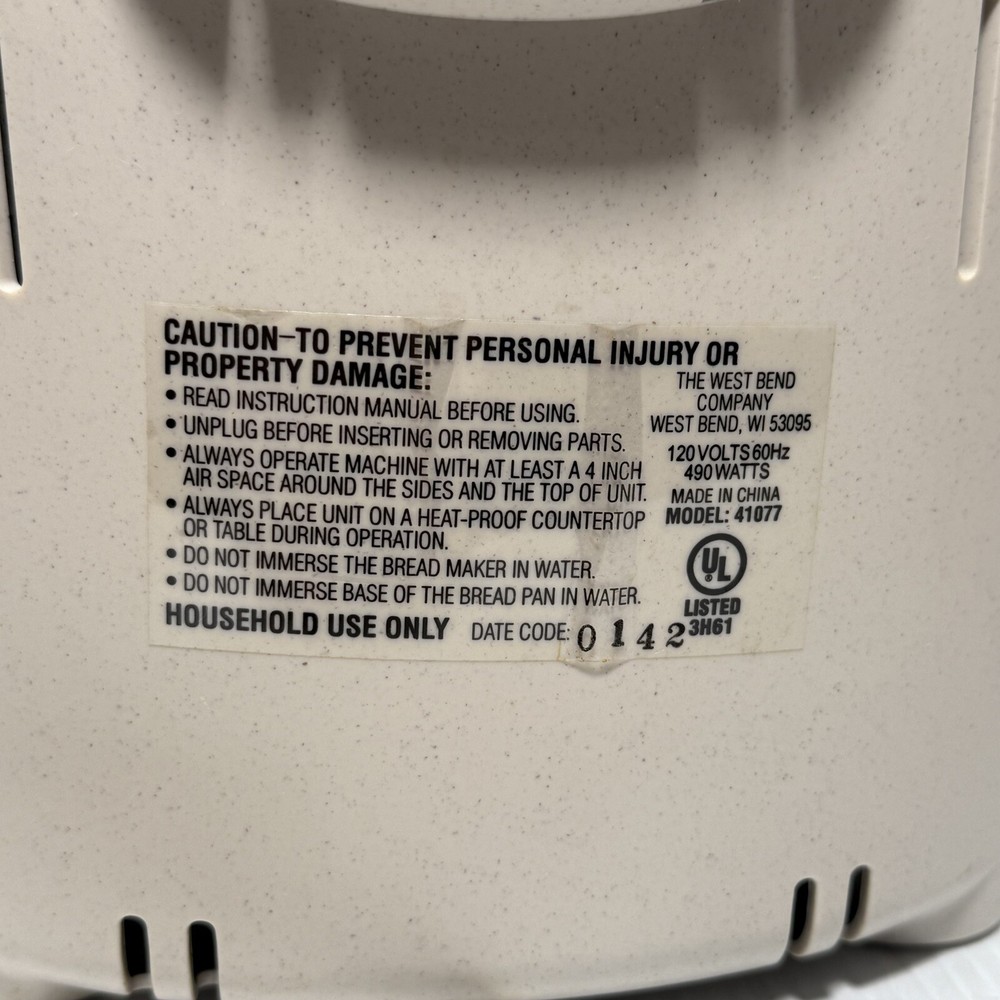 CAUTION–TO PREVENT PERSONAL INJURY OR
PROPERTY DAMAGE:
• READ INSTRUCTION MANUAL BEFORE USING.
• UNPLUG BEFORE INSERTING OR REMOVING PARTS.
• ALWAYS OPERATE MACHINE WITH AT LEAST A 4 INCH
AIR SPACE AROUND THE SIDES AND THE TOP OF UNIT.
• ALWAYS PLACE UNIT ON A HEAT-PROOF COUNTERTOP
OR TABLE DURING OPERATION.
• DO NOT IMMERSE THE BREAD MAKER IN WATER.
• DO NOT IMMERSE BASE OF THE BREAD PAN IN WATER.
HOUSEHOLD USE ONLY DATE CODE: 0142
THE WEST BEND
COMPANY
WEST BEND, WI 53095
120 VOLTS 60Hz
490 WATTS
MADE IN CHINA
MODEL: 41077
UL ®
LISTED
3H61